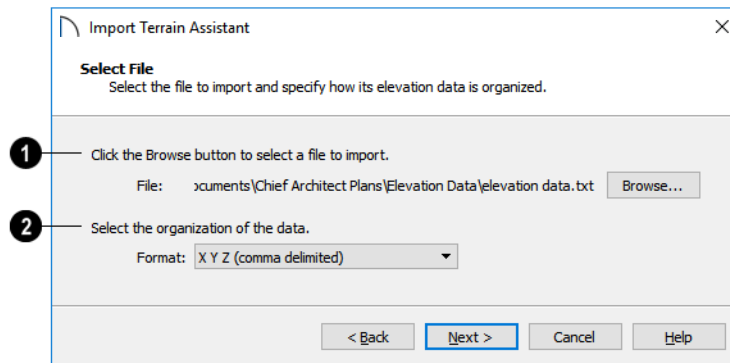 Import Terrain Assistant
Select File
Select the file to import and specify how its elevation data is organized.
1 Click the Browse button to select a file to import.
File: ocuments\Chief Architect Plans\Elevation Data\elevation data.txt Browse...
2 Select the organization of the data.
Format: X Y Z (comma delimited)
< Back Next > Cancel Help